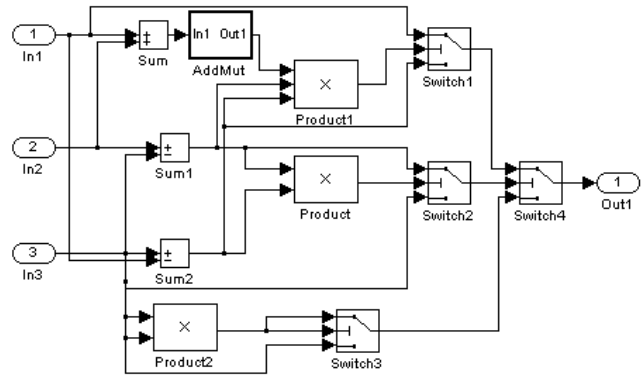 1
In1
Sum
In1 Out1
AddMut
×
Product1
Switch1
2
In2
Sum1
×
Product
Switch2
Switch4
1
Out1
3
In3
Sum2
×
Product2
Switch3